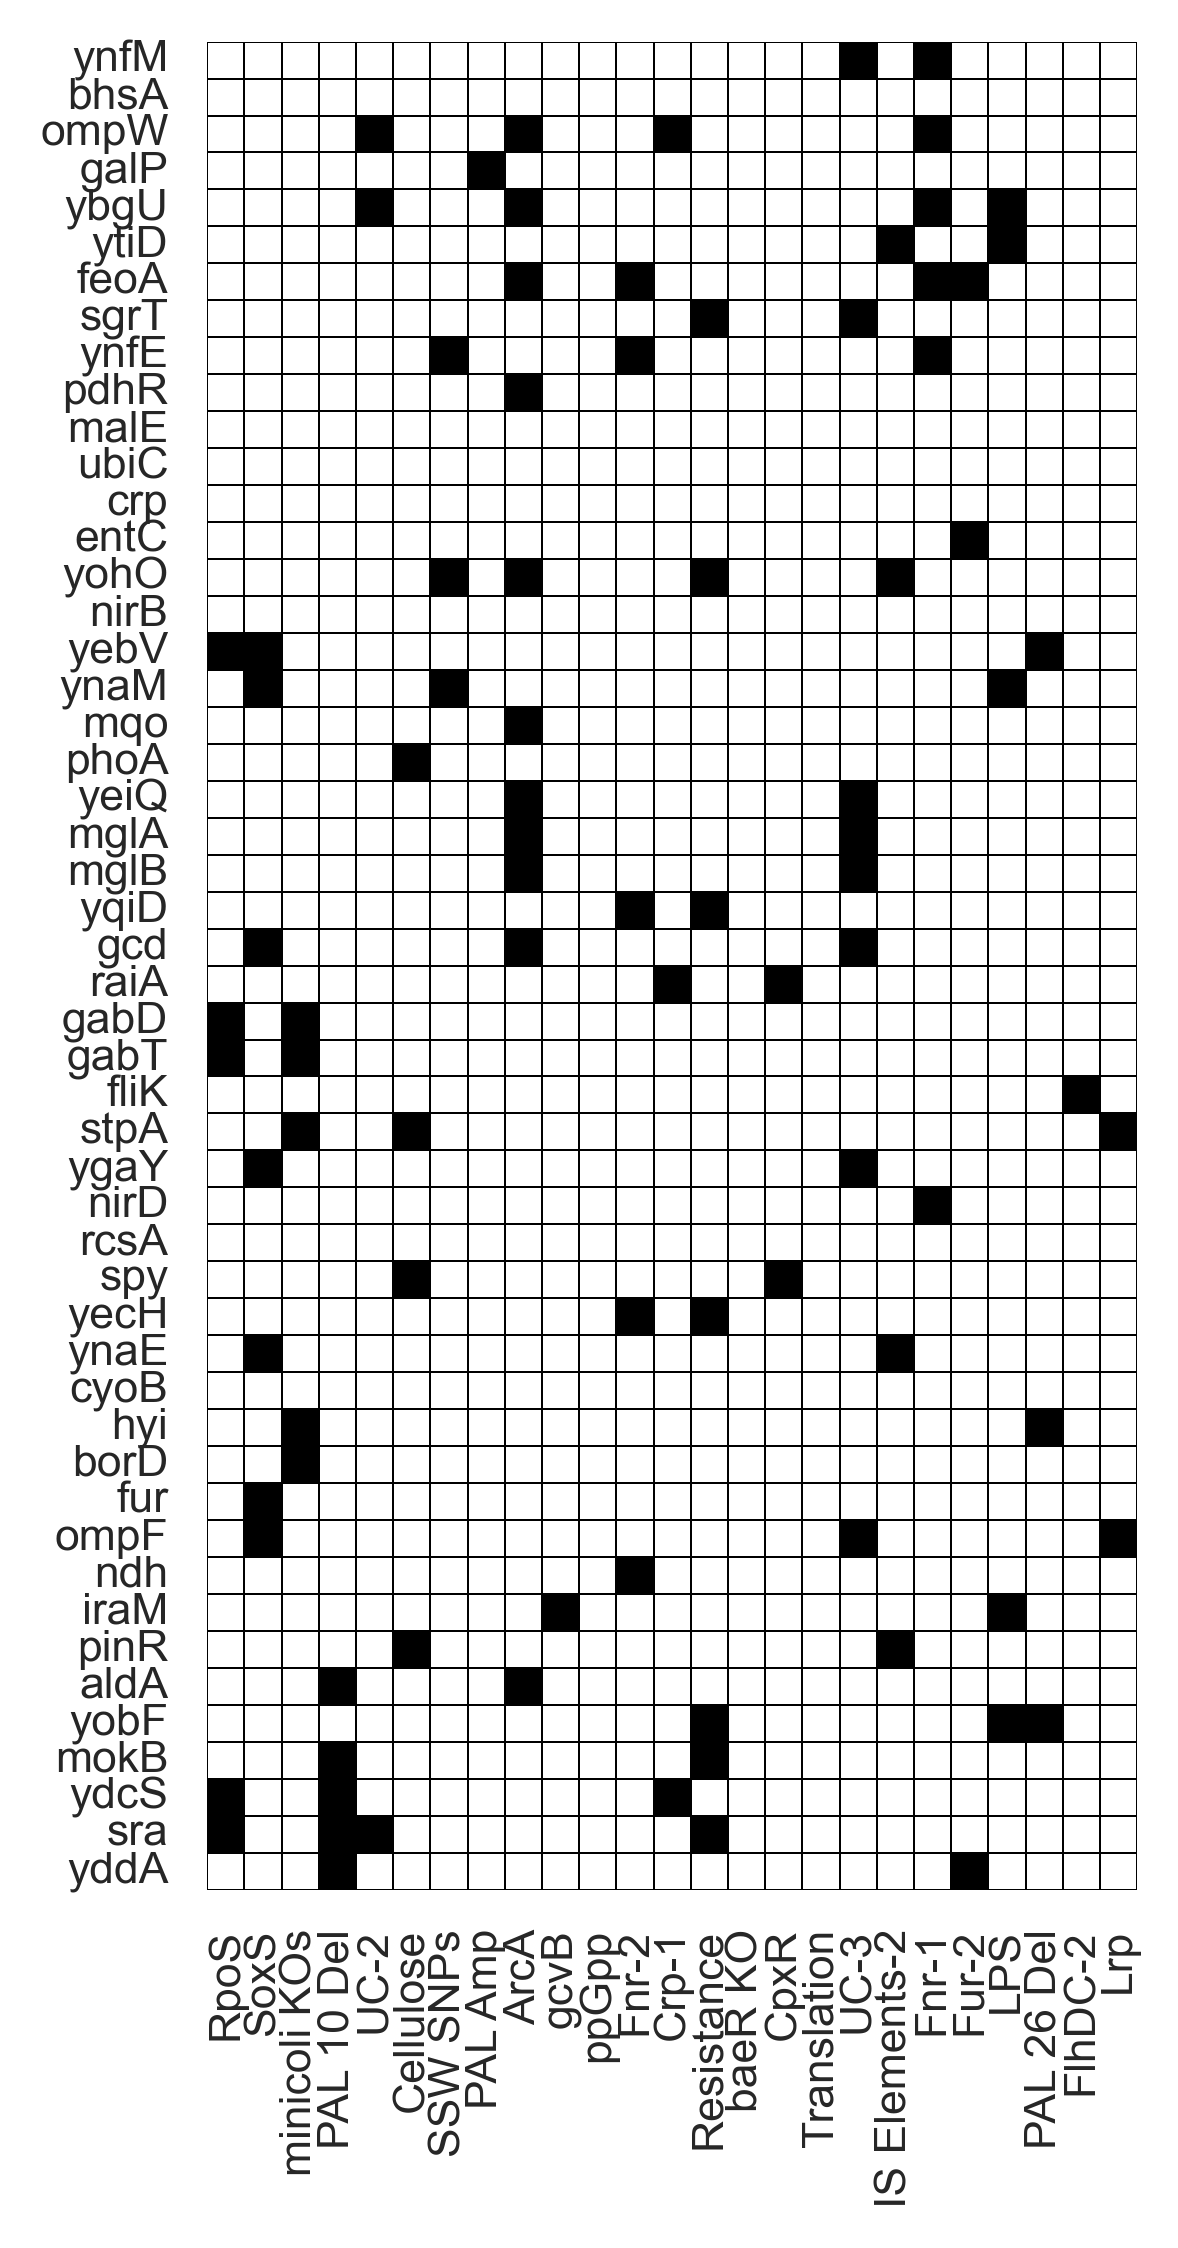 ynfM
bhsA
ompW
galP
ybgU
ytiD
feoA
sgrT
ynfE
pdhR
malE
ubiC
crp
entC
yohO
nirB
yebV
ynaM
mqo
phoA
yeiQ
mglA
mglB
yqiD
gcd
raiA
gabD
gabT
fliK
stpA
ygaY
nirD
rcsA
spy
yecH
ynaE
cyoB
hyi
borD
fur
ompF
ndh
iraM
pinR
aldA
yobF
mokB
ydcS
sra
yddA
RpoS
SoxS
minicoli KOs
PAL 10 Del
UC-2
Cellulose
SSW SNPs
PAL Amp
ArcA
gcvB
ppGpp
Fnr-2
Crp-1
Resistance
baeR KO
CpxR
Translation
UC-3
IS Elements-2
Fnr-1
Fur-2
LPS
PAL 26 Del
FlhDC-2
Lrp